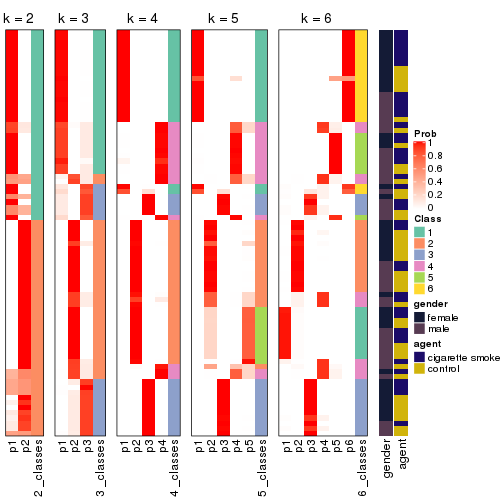 k = 2 k = 3 k = 4 k = 5 k = 6
Prob
1
0.8
0.6
0.4
0.2
0
Class
1
2
3
4
5
6
gender
female
male
agent
cigarette smoke
control
p1 p2 2_classes p1 p2 p3 3_classes p1 p2 p3 p4 4_classes p1 p2 p3 p4 p5 5_classes p1 p2 p3 p4 p5 p6 6_classes gender agent